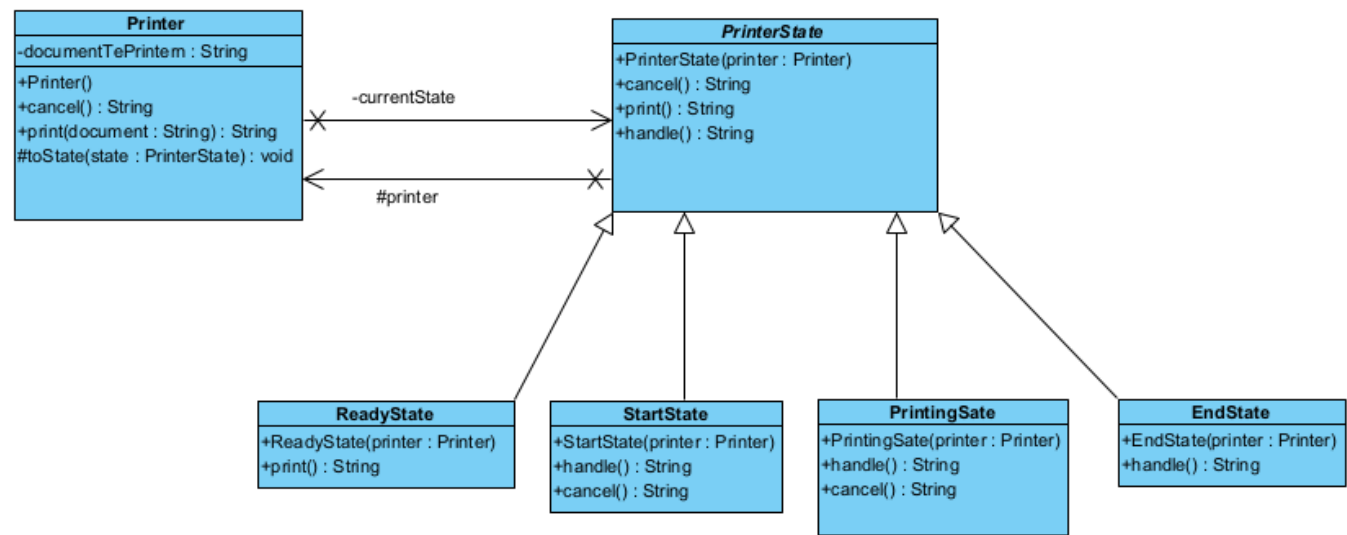 Printer
-documentTePrintem : String
+Printer()
+cancel() : String
+print(document : String) : String
#toState(state : PrinterState) : void
-currentState
#printer
PrinterState
+PrinterState(printer : Printer)
+cancel() : String
+print() : String
+handle() : String
ReadyState
+ReadyState(printer : Printer)
+print() : String
StartState
+StartState(printer : Printer)
+handle() : String
+cancel() : String
PrintingSate
+PrintingSate(printer : Printer)
+handle() : String
+cancel() : String
EndState
+EndState(printer : Printer)
+handle() : String